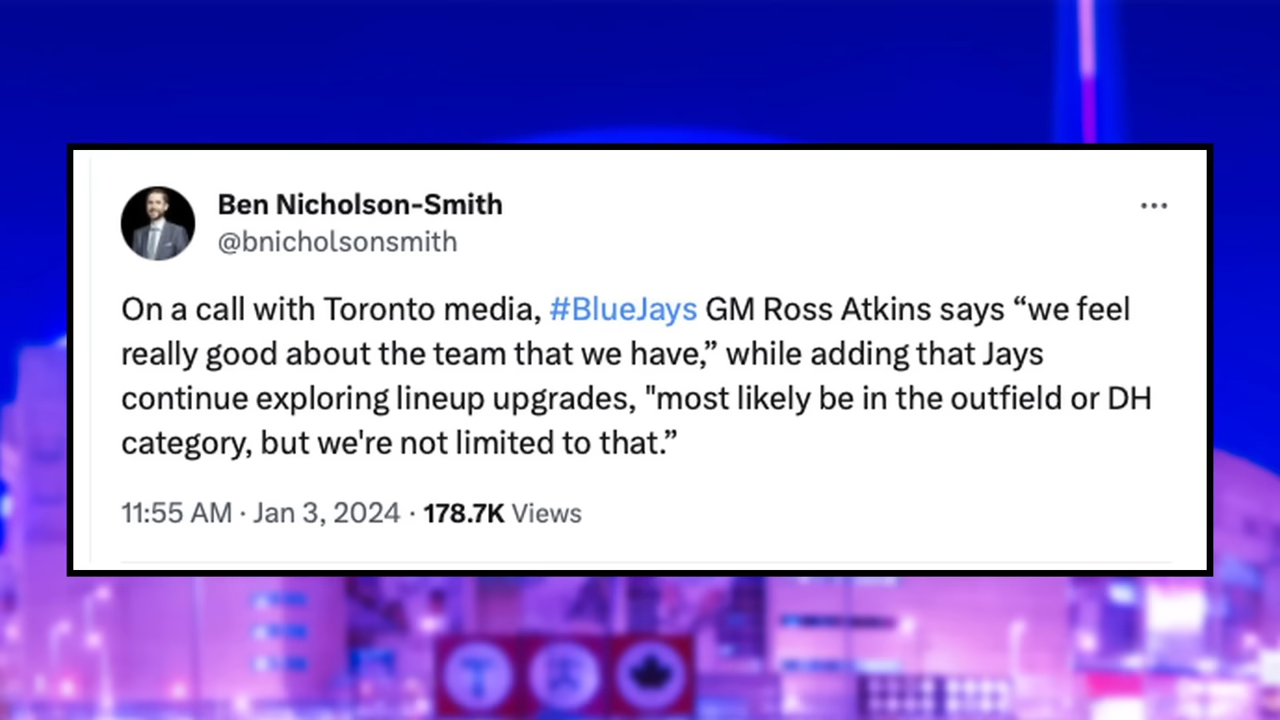 Ben Nicholson-Smith
@bnicholsonsmith
On a call with Toronto media, #BlueJays GM Ross Atkins says “we feel
really good about the team that we have,” while adding that Jays
continue exploring lineup upgrades, "most likely be in the outfield or DH
category, but we're not limited to that.”
11:55 AM · Jan 3, 2024 · 178.7K Views